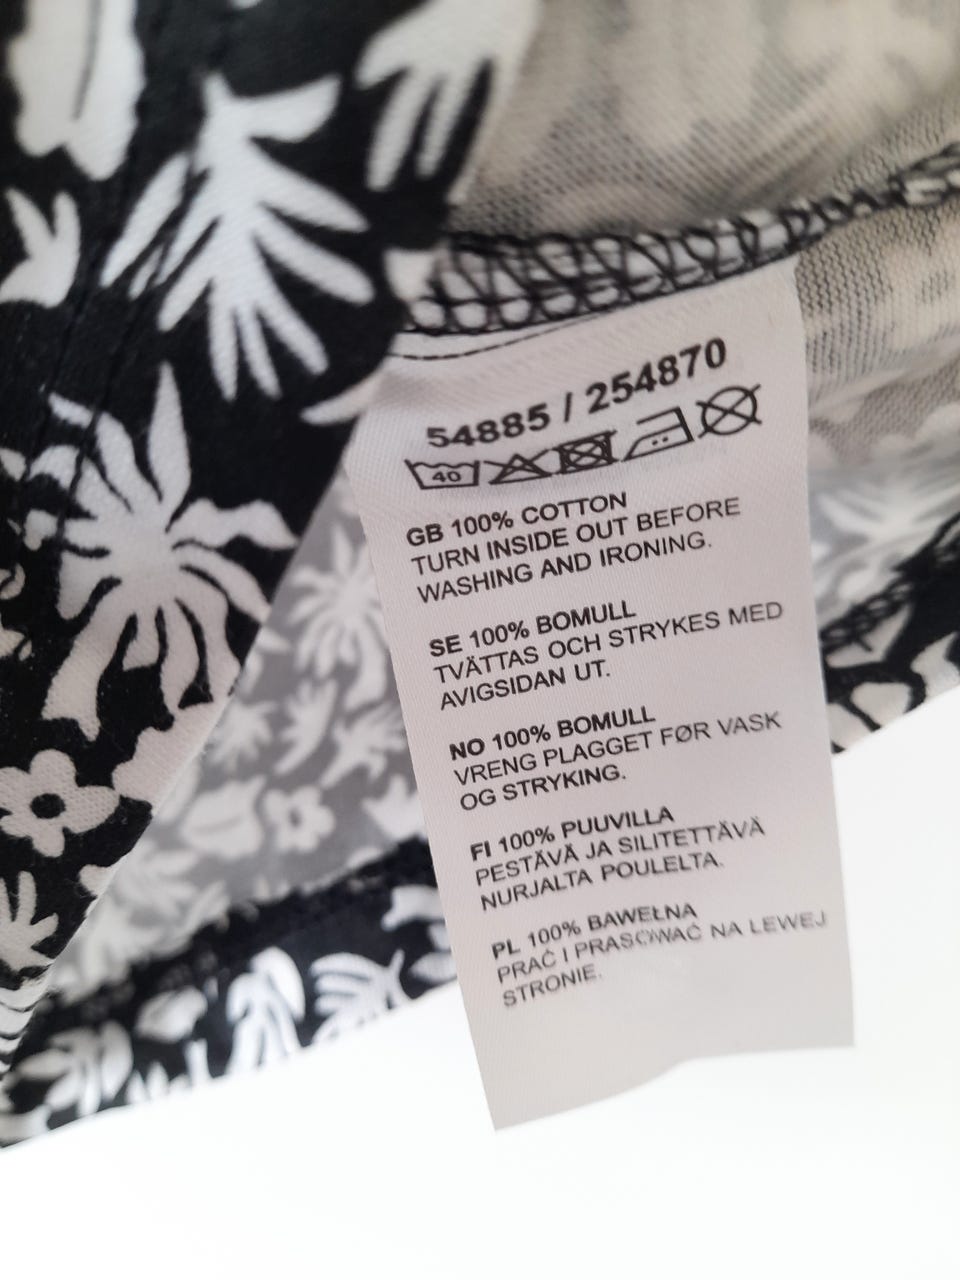 54885 / 254870
40
GB 100% COTTON
TURN INSIDE OUT BEFORE
WASHING AND IRONING.
SE 100% BOMULL
TVÄTTAS OCH STRYKES MED
AVIGSIDAN UT.
NO 100% BOMULL
VRENG PLAGGET FØR VASK
OG STRYKING.
FI 100% PUUVILLA
PESTÄVÄ JA SILITETTÄVÄ
NURJALTA POULELTA.
PL 100% BAWEŁNA
PRAĆ I PRASOWAĆ NA LEWEJ
STRONIE.